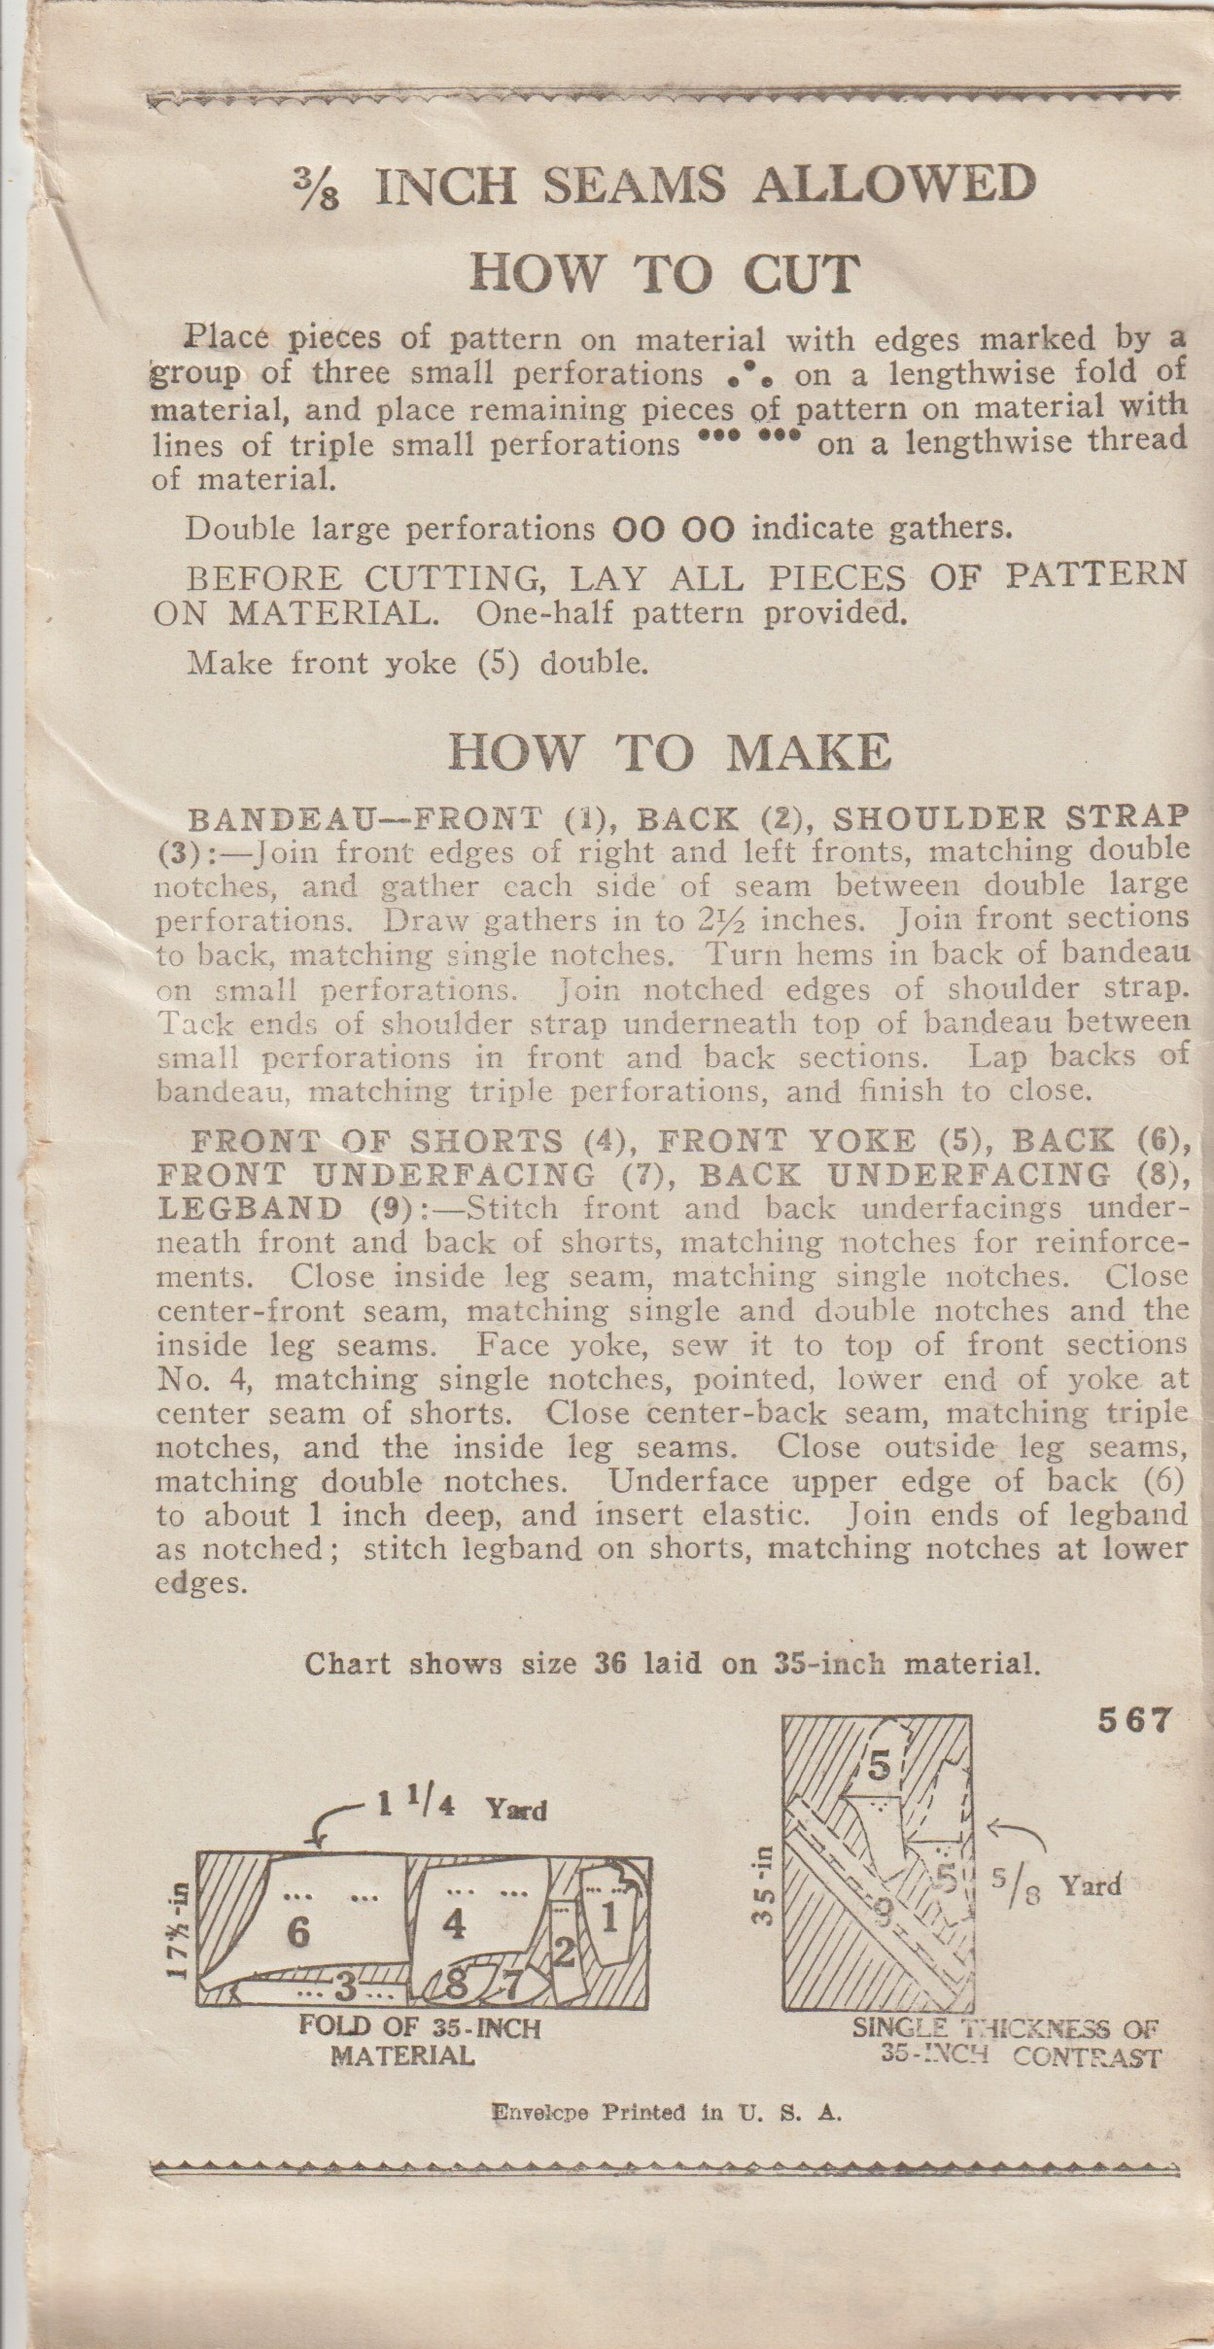 3/8 INCH SEAMS ALLOWED
HOW TO CUT
Place pieces of pattern on material with edges marked by a
group of three small perforations ••• on a lengthwise fold of
material, and place remaining pieces of pattern on material with
lines of triple small perforations ••• ••• on a lengthwise thread
of material.
Double large perforations OO OO indicate gathers.
BEFORE CUTTING, LAY ALL PIECES OF PATTERN
ON MATERIAL. One-half pattern provided.
Make front yoke (5) double.
HOW TO MAKE
BANDEAU—FRONT (1), BACK (2), SHOULDER STRAP
(3):—Join front edges of right and left fronts, matching double
notches, and gather each side of seam between double large
perforations. Draw gathers in to 2½ inches. Join front sections
to back, matching single notches. Turn hems in back of bandeau
on small perforations. Join notched edges of shoulder strap.
Tack ends of shoulder strap underneath top of bandeau between
small perforations in front and back sections. Lap backs of
bandeau, matching triple perforations, and finish to close.
FRONT OF SHORTS (4), FRONT YOKE (5), BACK (6),
FRONT UNDERFACING (7), BACK UNDERFACING (8),
LEGBAND (9):—Stitch front and back underfacings under-
neath front and back of shorts, matching notches for reinforce-
ments. Close inside leg seam, matching single notches. Close
center-front seam, matching single and double notches and the
inside leg seams. Face yoke, sew it to top of front sections
No. 4, matching single notches, pointed, lower end of yoke at
center seam of shorts. Close center-back seam, matching triple
notches, and the inside leg seams. Close outside leg seams,
matching double notches. Underface upper edge of back (6)
to about 1 inch deep, and insert elastic. Join ends of legband
as notched; stitch legband on shorts, matching notches at lower
edges.
Chart shows size 36 laid on 35-inch material.
567
1 1/4 Yard
17½-in
6
4
1
2
3
8
7
FOLD OF 35-INCH
MATERIAL
5
35-in
5
5/8 Yard
9
SINGLE THICKNESS OF
35-INCH CONTRAST
Envelope Printed in U. S. A.